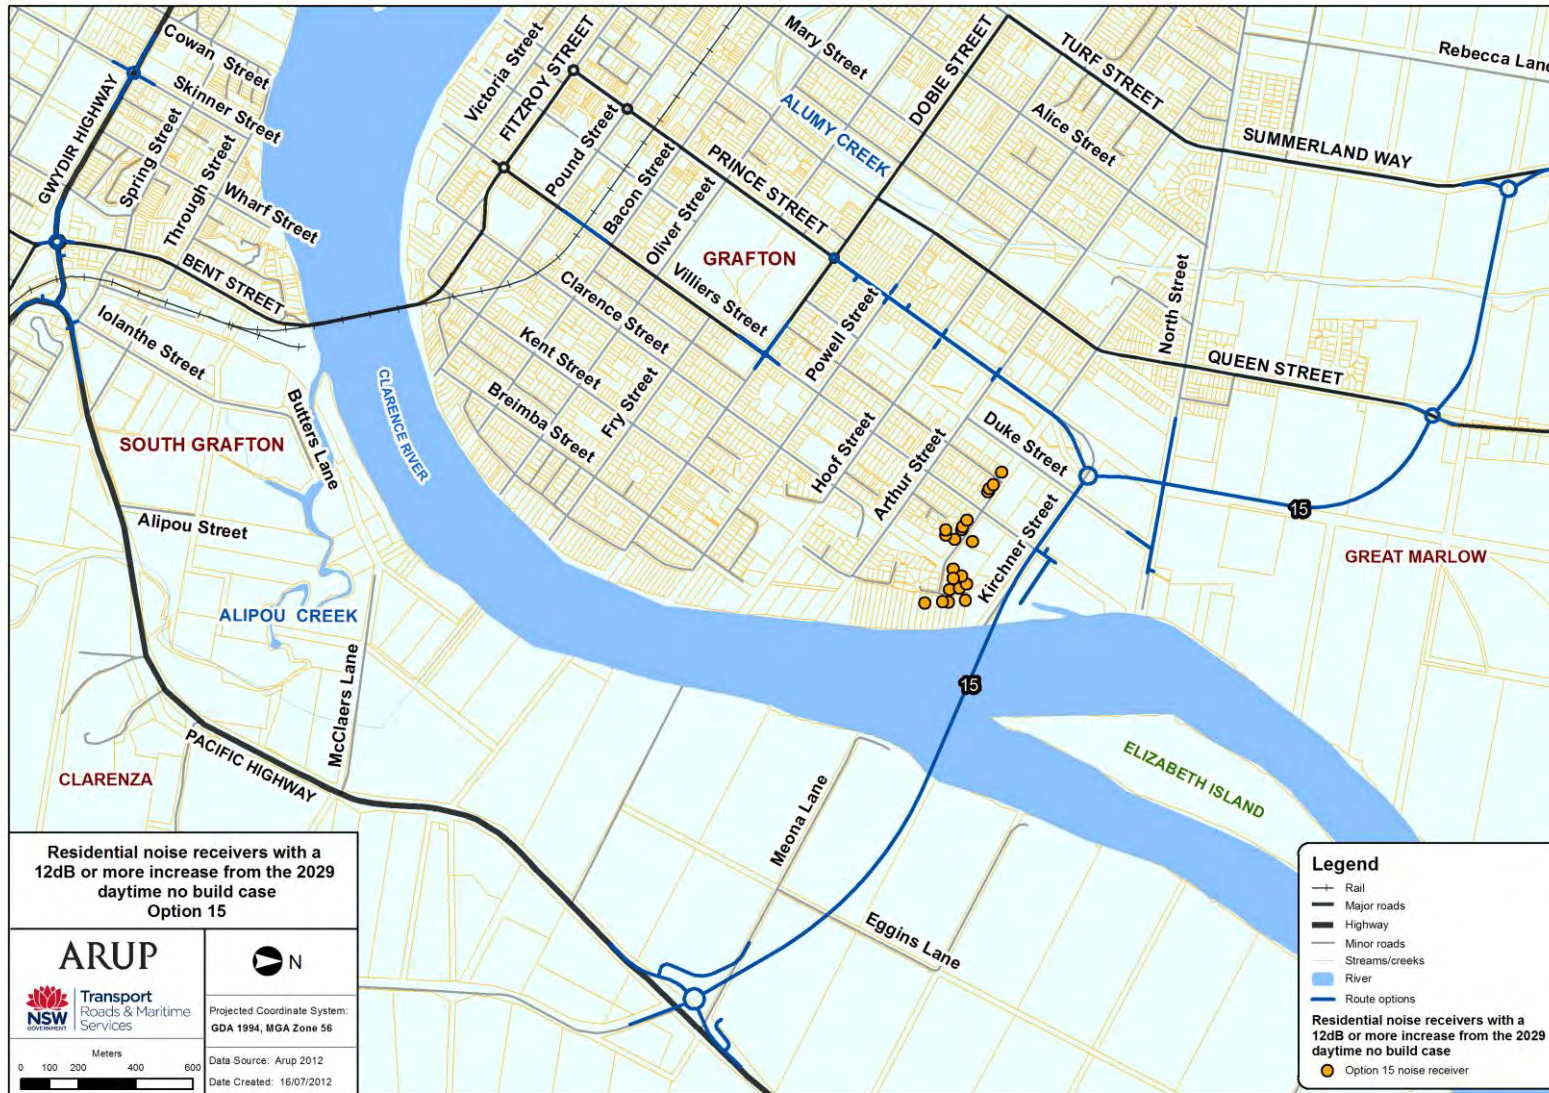 Cowan Street
Skinner Street
GWYDIR HIGHWAY
Spring Street
Through Street
Wharf Street
BENT STREET
Iolanthe Street
Butters Lane
SOUTH GRAFTON
Alipou Street
ALIPOU CREEK
McClaers Lane
CLARENZA
PACIFIC HIGHWAY
CLARENCE RIVER
Victoria Street
FITZROY STREET
Pound Street
Bacon Street
Oliver Street
PRINCE STREET
GRAFTON
Villiers Street
Clarence Street
Kent Street
Fry Street
Breimba Street
Mary Street
ALUMY CREEK
DOBIE STREET
TURF STREET
Alice Street
Rebecca Lane
SUMMERLAND WAY
North Street
QUEEN STREET
Powell Street
Hoof Street
Arthur Street
Duke Street
Kirchner Street
15
GREAT MARLOW
15
ELIZABETH ISLAND
Meona Lane
Eggins Lane
Residential noise receivers with a
12dB or more increase from the 2029
daytime no build case
Option 15
ARUP
NSW
GOVERNMENT
Transport
Roads & Maritime
Services
Meters
0 100 200 400 600
N
Projected Coordinate System:
GDA 1994, MGA Zone 56
Data Source: Arup 2012
Date Created: 16/07/2012
Legend
Rail
Major roads
Highway
Minor roads
Streams/creeks
River
Route options
Residential noise receivers with a
12dB or more increase from the 2029
daytime no build case
Option 15 noise receiver